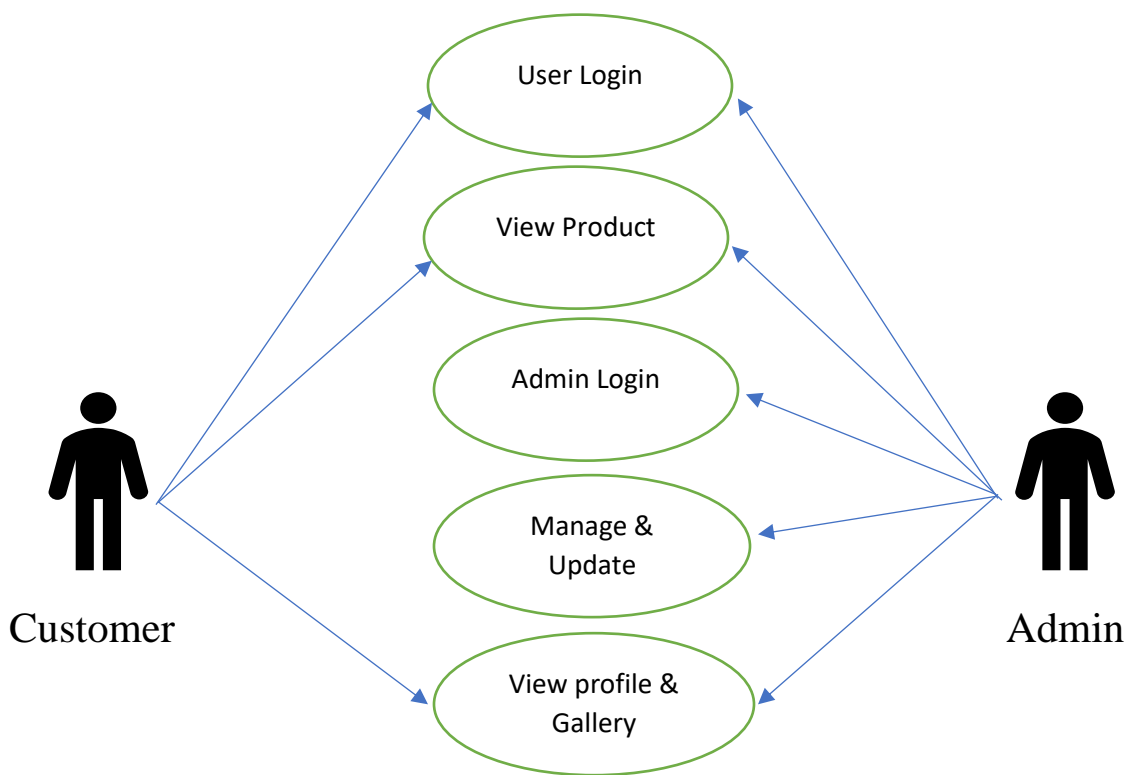 User Login
View Product
Admin Login
Manage &
Update
Customer
Admin
View profile &
Gallery